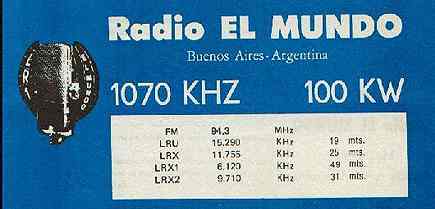 Radio EL MUNDO
Buenos Aires-Argentina
1070 KHZ 100 KW
FM 94,3 MHz
LRU 15.290 KHz 19 mts.
LRX 11.755 KHz 25 mts.
LRX1 6.120 KHz 49 mts.
LRX2 9.710 KHz 31 mts.